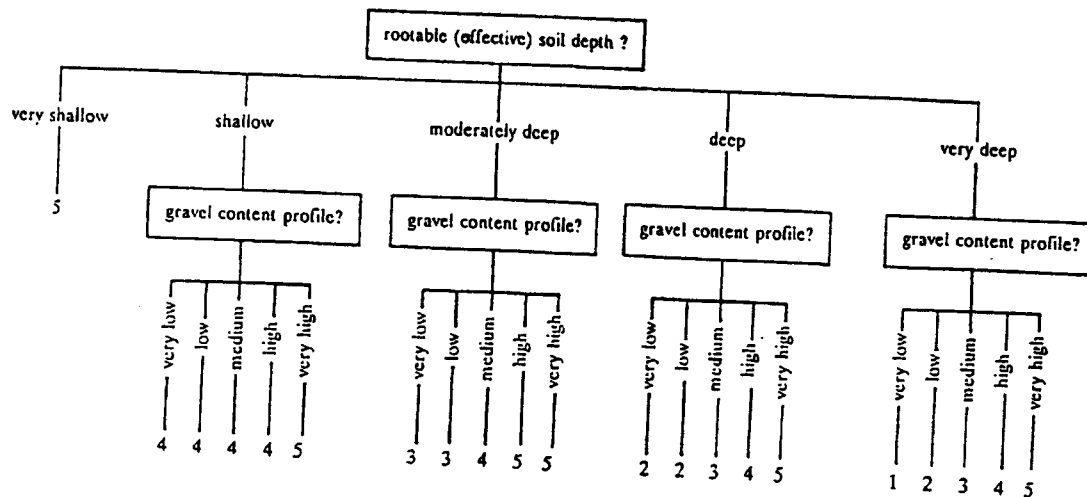 rootable (effective) soil depth ?
very shallow
shallow
moderately deep
deep
very deep
5
gravel content profile?
gravel content profile?
gravel content profile?
gravel content profile?
very low
low
medium
high
very high
very low
low
medium
high
very high
very low
low
medium
high
very high
very low
low
medium
high
very high
4 4 4 4 5
3 3 4 5 5
2 2 3 4 5
1 2 3 4 5